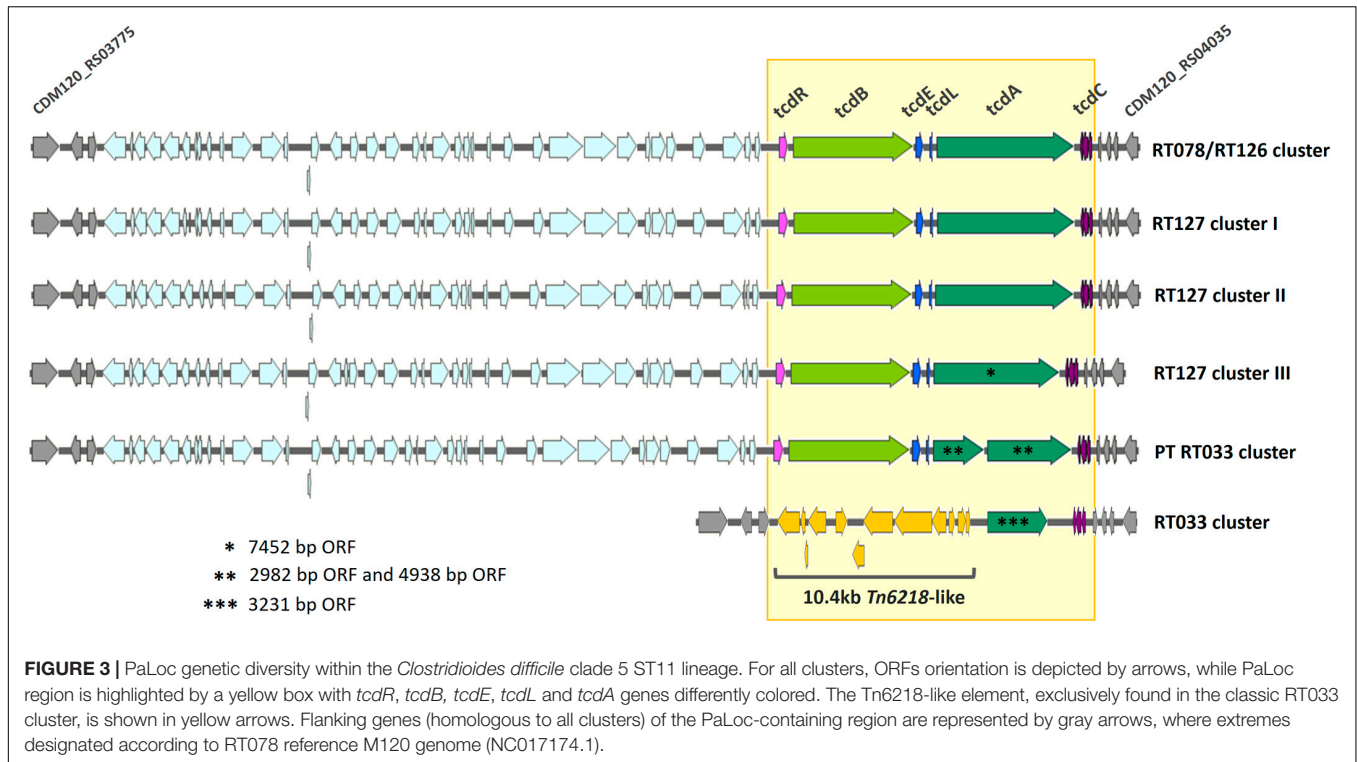 CDM120_RS03775
tcdR
tcdB
tcdE
tcdL
tcdA
tcdC
CDM120_RS04035
RT078/RT126 cluster
RT127 cluster I
RT127 cluster II
*
RT127 cluster III
** **
PT RT033 cluster
***
RT033 cluster
* 7452 bp ORF
** 2982 bp ORF and 4938 bp ORF
*** 3231 bp ORF
10.4kb Tn6218-like
FIGURE 3 | PaLoc genetic diversity within the Clostridioides difficile clade 5 ST11 lineage. For all clusters, ORFs orientation is depicted by arrows, while PaLoc
region is highlighted by a yellow box with tcdR, tcdB, tcdE, tcdL and tcdA genes differently colored. The Tn6218-like element, exclusively found in the classic RT033
cluster, is shown in yellow arrows. Flanking genes (homologous to all clusters) of the PaLoc-containing region are represented by gray arrows, where extremes
designated according to RT078 reference M120 genome (NC017174.1).